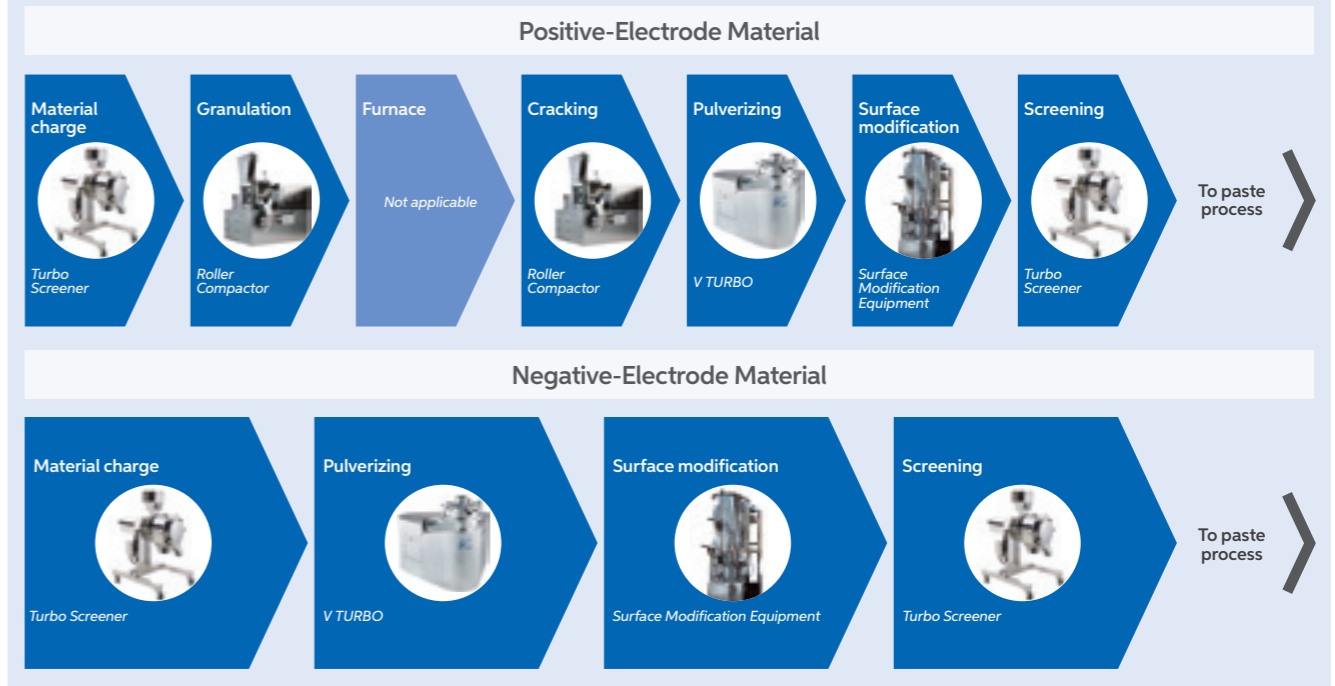 Positive-Electrode Material
Material
charge
Turbo
Screener
Granulation
Roller
Compactor
Furnace
Not applicable
Cracking
Roller
Compactor
Pulverizing
V TURBO
Surface
modification
Surface
Modification
Equipment
Screening
Turbo
Screener
To paste
process
Negative-Electrode Material
Material charge
Turbo Screener
Pulverizing
V TURBO
Surface modification
Surface Modification Equipment
Screening
Turbo Screener
To paste
process